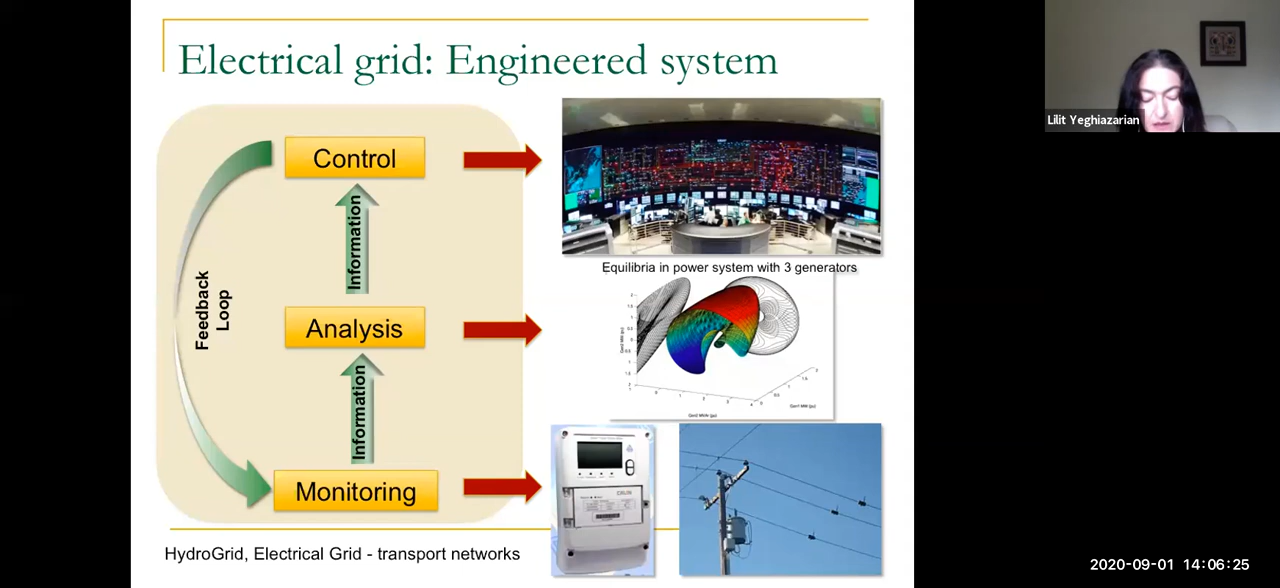 Electrical grid: Engineered system
Control
Information
Feedback
Loop
Analysis
Information
Monitoring
Equilibria in power system with 3 generators
HydroGrid, Electrical Grid - transport networks
Lilit Yeghiazarian
2020-09-01 14:06:25